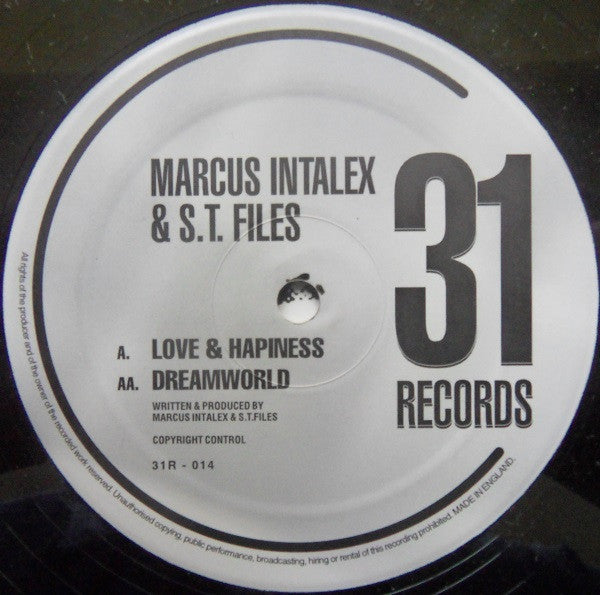 MARCUS INTALEX
& S.T. FILES
31
RECORDS
A. LOVE & HAPINESS
AA. DREAMWORLD
WRITTEN & PRODUCED BY
MARCUS INTALEX & S.T.FILES
COPYRIGHT CONTROL
31R - 014
All rights of the producer and of the owner of the recorded work reserved. Unauthorised copying, public performance, broadcasting, hiring or rental of this recording prohibited. MADE IN ENGLAND.